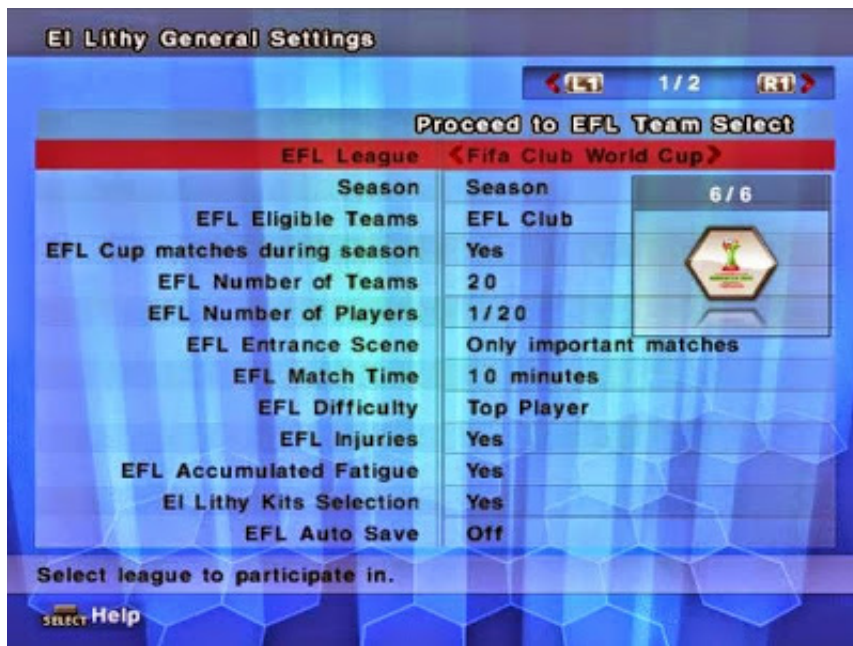 El Lithy General Settings
L1 1/2 R1
Proceed to EFL Team Select
EFL League Fifa Club World Cup
Season Season
6/6
EFL Eligible Teams EFL Club
EFL Cup matches during season Yes
EFL Number of Teams 20
EFL Number of Players 1/20
EFL Entrance Scene Only important matches
EFL Match Time 10 minutes
EFL Difficulty Top Player
EFL Injuries Yes
EFL Accumulated Fatigue Yes
El Lithy Kits Selection Yes
EFL Auto Save Off
Select league to participate in.
SELECT Help